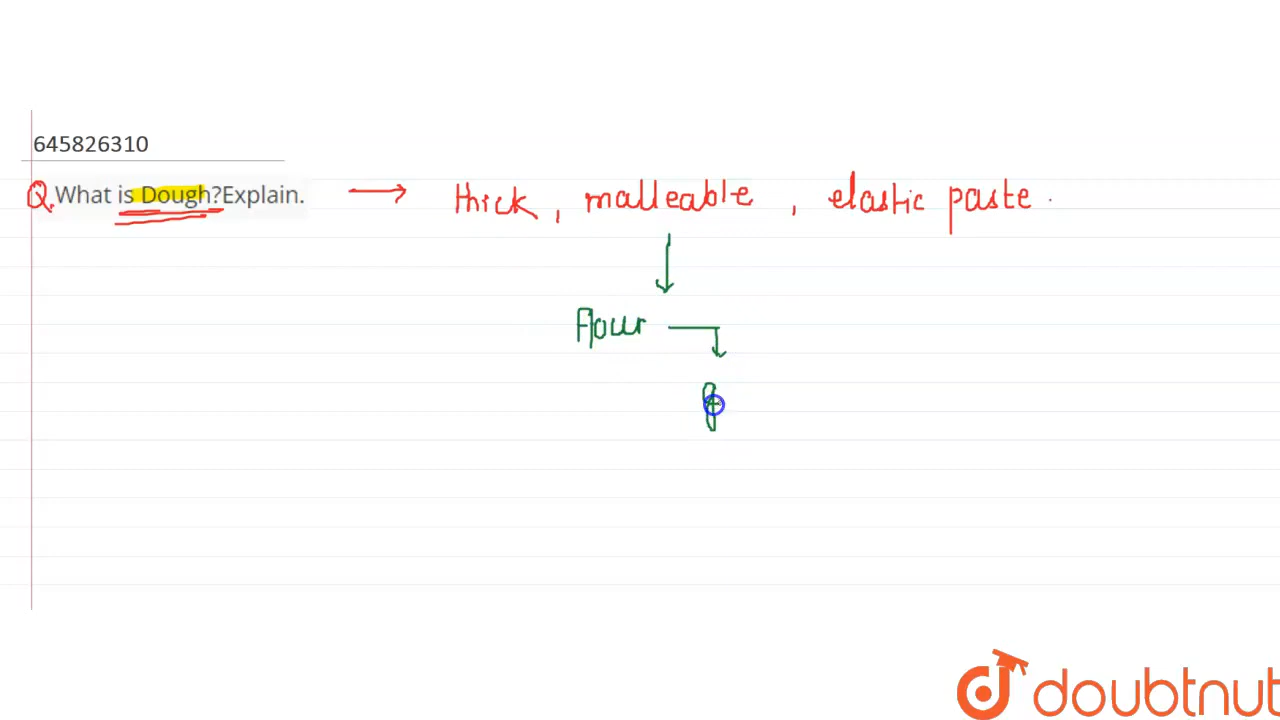 645826310
Q. What is Dough?Explain. → thick, malleable, elastic paste.
Flour
doubtnut